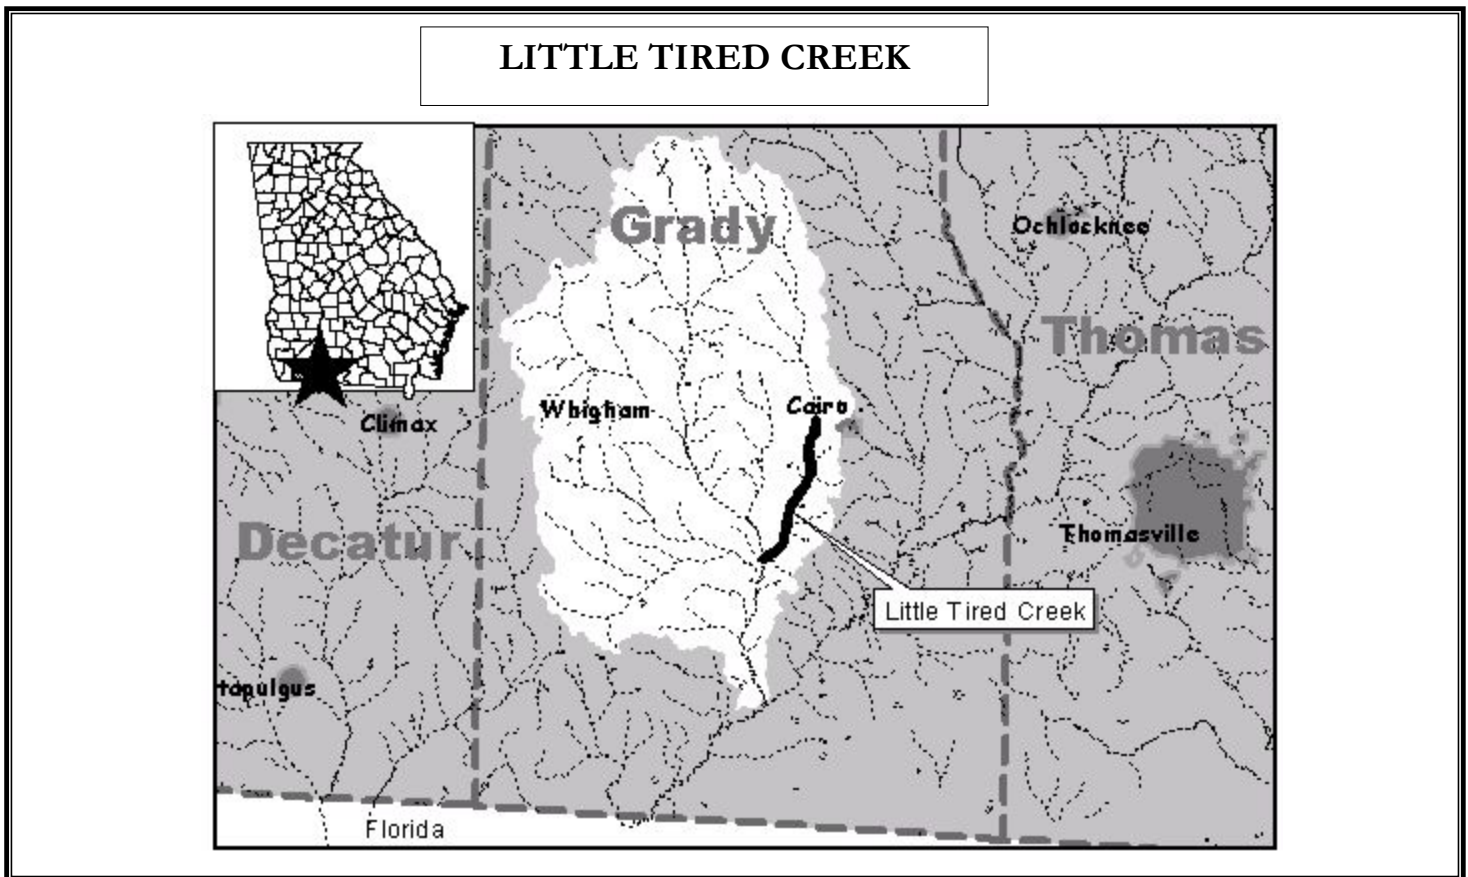 LITTLE TIRED CREEK
Grady
Ochlocknee
Thomas
Whigham
Cairo
Climax
Decatur
Thomasville
Little Tired Creek
tapulgus
Florida